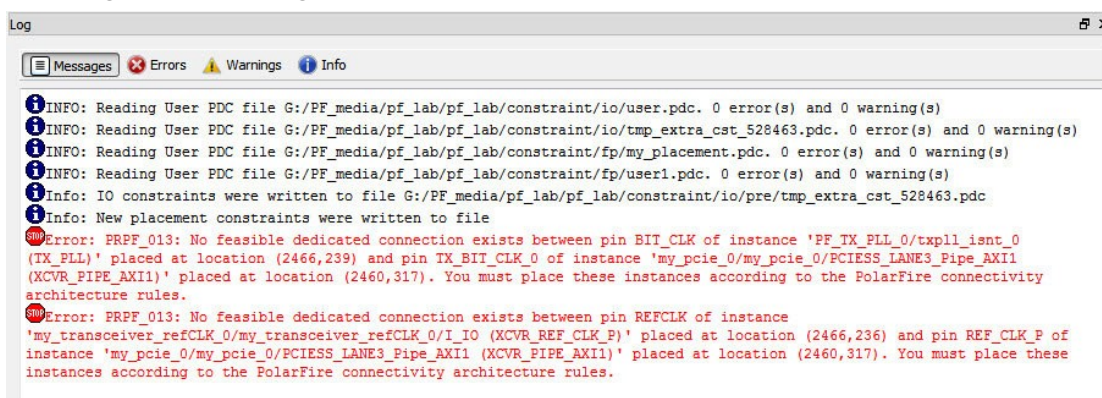 Log
Messages Errors Warnings Info
INFO: Reading User PDC file G:/PF_media/pf_lab/pf_lab/constraint/io/user.pdc. 0 error(s) and 0 warning(s)
INFO: Reading User PDC file G:/PF_media/pf_lab/pf_lab/constraint/io/tmp_extra_cst_528463.pdc. 0 error(s) and 0 warning(s)
INFO: Reading User PDC file G:/PF_media/pf_lab/pf_lab/constraint/fp/my_placement.pdc. 0 error(s) and 0 warning(s)
INFO: Reading User PDC file G:/PF_media/pf_lab/pf_lab/constraint/fp/user1.pdc. 0 error(s) and 0 warning(s)
Info: IO constraints were written to file G:/PF_media/pf_lab/pf_lab/constraint/io/pre/tmp_extra_cst_528463.pdc
Info: New placement constraints were written to file
STOP Error: PRPF_013: No feasible dedicated connection exists between pin BIT_CLK of instance 'PF_TX_PLL_0/txpll_isnt_0
(TX_PLL)' placed at location (2466,239) and pin TX_BIT_CLK_0 of instance 'my_pcie_0/my_pcie_0/PCIESS_LANE3_Pipe_AXI1
(XCVR_PIPE_AXI1)' placed at location (2460,317). You must place these instances according to the PolarFire connectivity
architecture rules.
STOP Error: PRPF_013: No feasible dedicated connection exists between pin REFCLK of instance
'my_transceiver_refCLK_0/my_transceiver_refCLK_0/I_IO (XCVR_REF_CLK_P)' placed at location (2466,236) and pin REF_CLK_P of
instance 'my_pcie_0/my_pcie_0/PCIESS_LANE3_Pipe_AXI1 (XCVR_PIPE_AXI1)' placed at location (2460,317). You must place these
instances according to the PolarFire connectivity architecture rules.